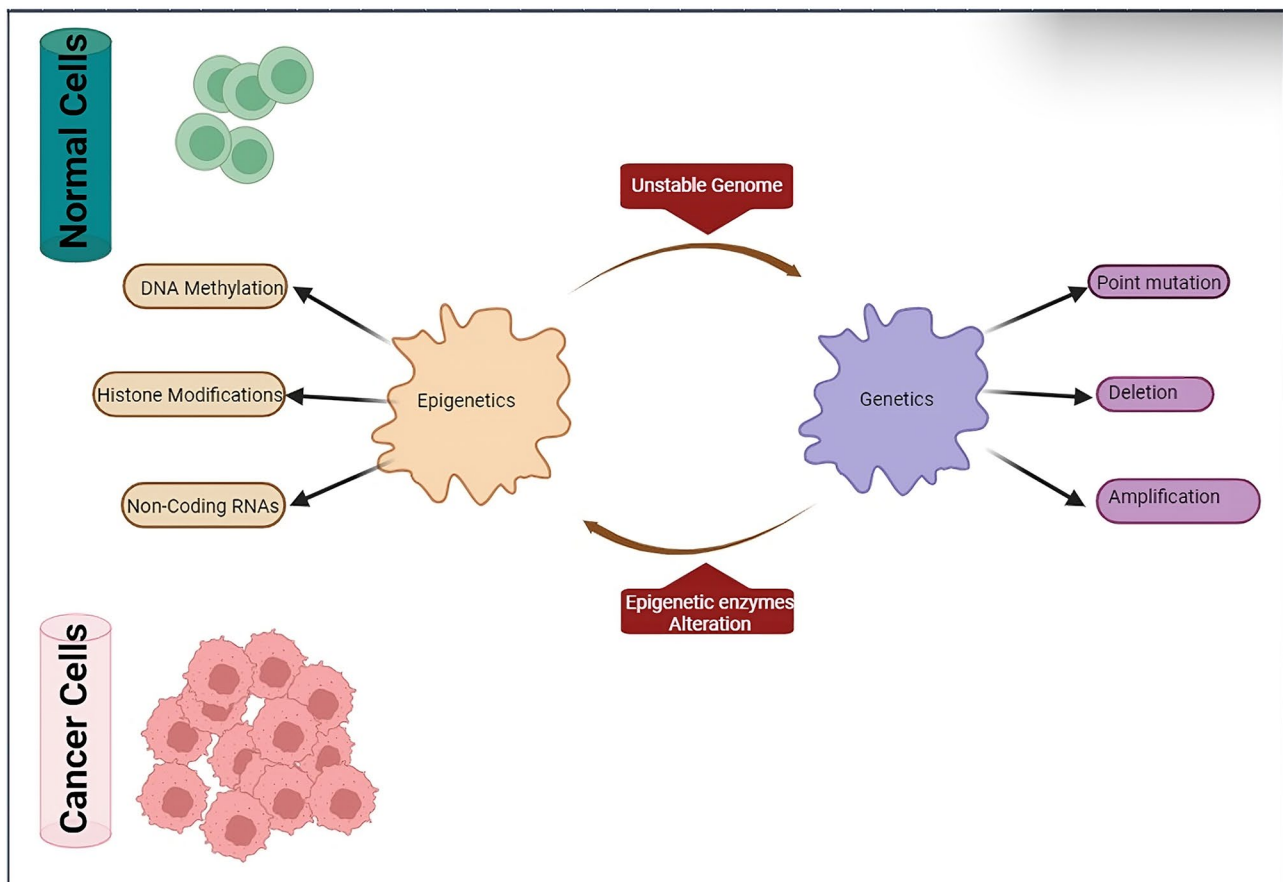 Normal Cells
Unstable Genome
DNA Methylation
Histone Modifications
Non-Coding RNAs
Epigenetics
Genetics
Point mutation
Deletion
Amplification
Epigenetic enzymes
Alteration
Cancer Cells